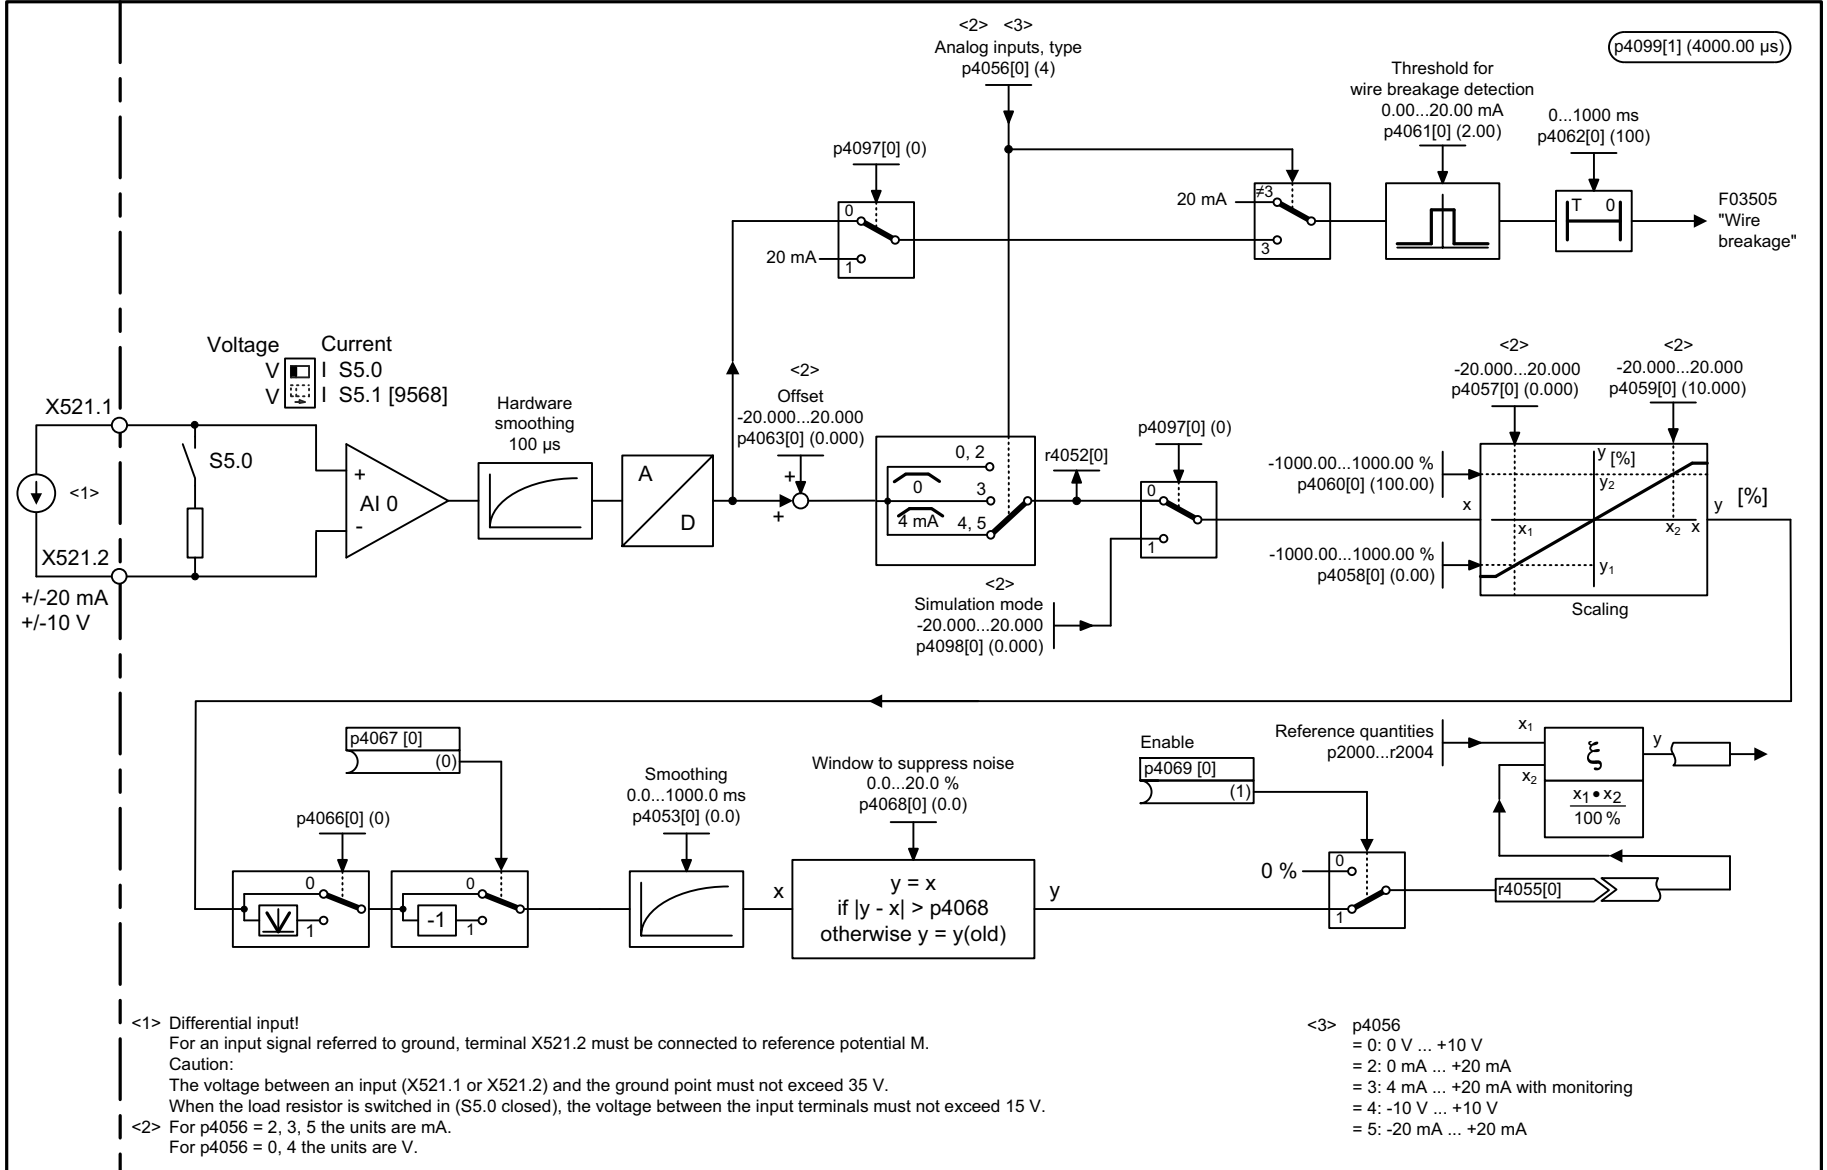 <2> <3>
Analog inputs, type
p4056[0] (4)
p4099[1] (4000.00 µs)
Threshold for
wire breakage detection
0.00...20.00 mA
p4061[0] (2.00)
0...1000 ms
p4062[0] (100)
p4097[0] (0)
0
20 mA
1
20 mA
≠3
3
T 0
F03505
"Wire
breakage"
Voltage Current
V I S5.0
V I S5.1 [9568]
X521.1
X521.2
+/-20 mA
+/-10 V
<1>
S5.0
+
AI 0
-
Hardware
smoothing
100 µs
A
D
<2>
Offset
-20.000...20.000
p4063[0] (0.000)
+
+
0, 2
0
3
4 mA
4, 5
r4052[0]
p4097[0] (0)
0
1
<2>
Simulation mode
-20.000...20.000
p4098[0] (0.000)
<2>
-20.000...20.000
p4057[0] (0.000)
<2>
-20.000...20.000
p4059[0] (10.000)
-1000.00...1000.00 %
p4060[0] (100.00)
x
-1000.00...1000.00 %
p4058[0] (0.00)
y [%]
y2
x1
x2 x
y1
y [%]
Scaling
p4067 [0]
(0)
p4066[0] (0)
0
1
0
-1
1
Smoothing
0.0...1000.0 ms
p4053[0] (0.0)
Window to suppress noise
0.0...20.0 %
p4068[0] (0.0)
x
y = x
if |y - x| > p4068
otherwise y = y(old)
y
Enable
p4069 [0]
(1)
0 %
0
1
r4055[0]
Reference quantities
p2000...r2004
x1
x2
ξ
x1 • x2
100 %
y
<1> Differential input!
For an input signal referred to ground, terminal X521.2 must be connected to reference potential M.
Caution:
The voltage between an input (X521.1 or X521.2) and the ground point must not exceed 35 V.
When the load resistor is switched in (S5.0 closed), the voltage between the input terminals must not exceed 15 V.
<2> For p4056 = 2, 3, 5 the units are mA.
For p4056 = 0, 4 the units are V.
<3> p4056
= 0: 0 V ... +10 V
= 2: 0 mA ... +20 mA
= 3: 4 mA ... +20 mA with monitoring
= 4: -10 V ... +10 V
= 5: -20 mA ... +20 mA